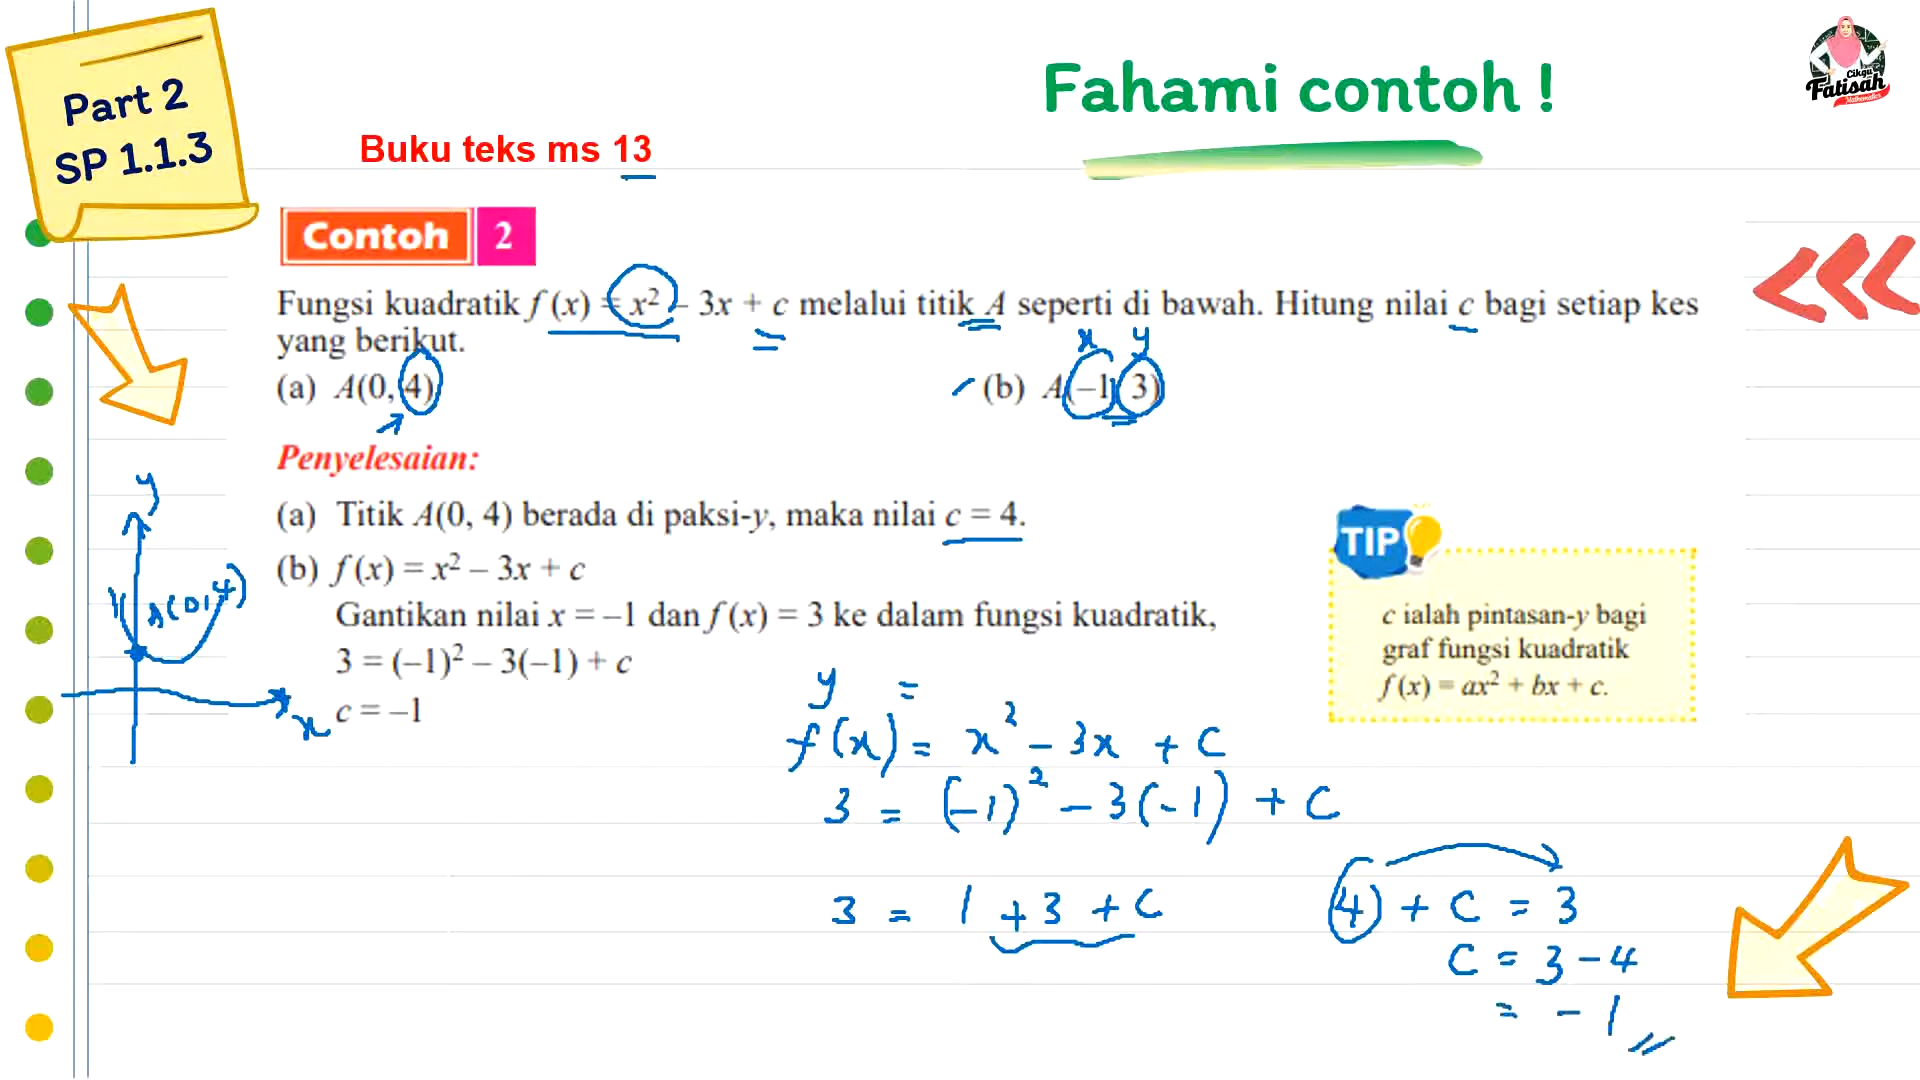 Part 2
SP 1.1.3
Fahami contoh !
Cikgu
Fatisah
Mathematics
Buku teks ms 13
Contoh 2
Fungsi kuadratik f(x) = x² – 3x + c melalui titik A seperti di bawah. Hitung nilai c bagi setiap kes
yang berikut.
x y
(a) A(0, 4)
(b) A(–1, 3)
Penyelesaian:
(a) Titik A(0, 4) berada di paksi-y, maka nilai c = 4.
(b) f(x) = x² – 3x + c
Gantikan nilai x = –1 dan f(x) = 3 ke dalam fungsi kuadratik,
3 = (–1)² – 3(–1) + c
c = –1
y
A(0,4)
x
TIP
c ialah pintasan-y bagi
graf fungsi kuadratik
f(x) = ax² + bx + c.
y =
f(x) = x² – 3x + c
3 = (–1)² – 3(–1) + c
3 = 1 + 3 + c
4 + c = 3
c = 3 – 4
= –1